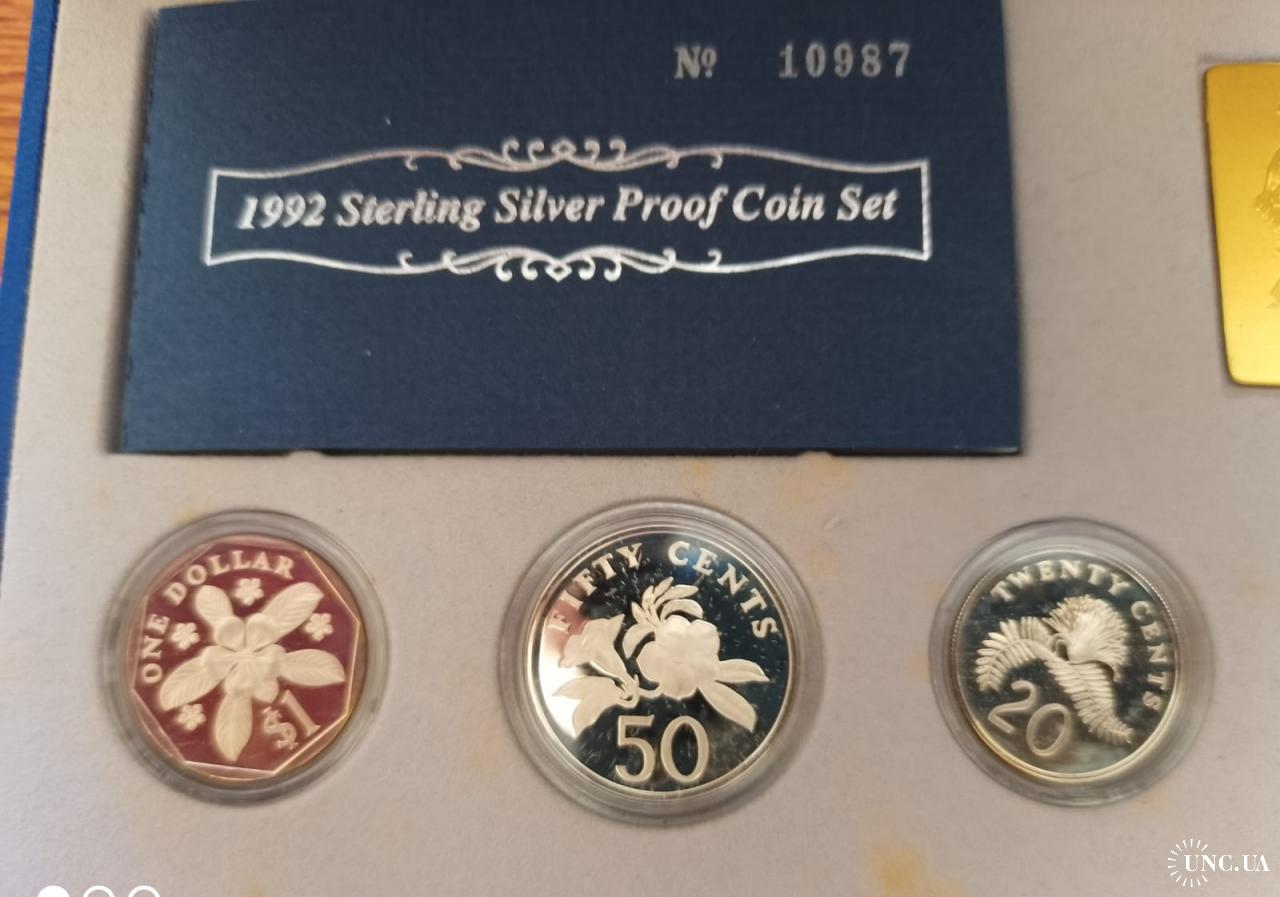 Nº 10987
1992 Sterling Silver Proof Coin Set
ONE DOLLAR
$1
FIFTY CENTS
50
TWENTY CENTS
20
UNC.UA